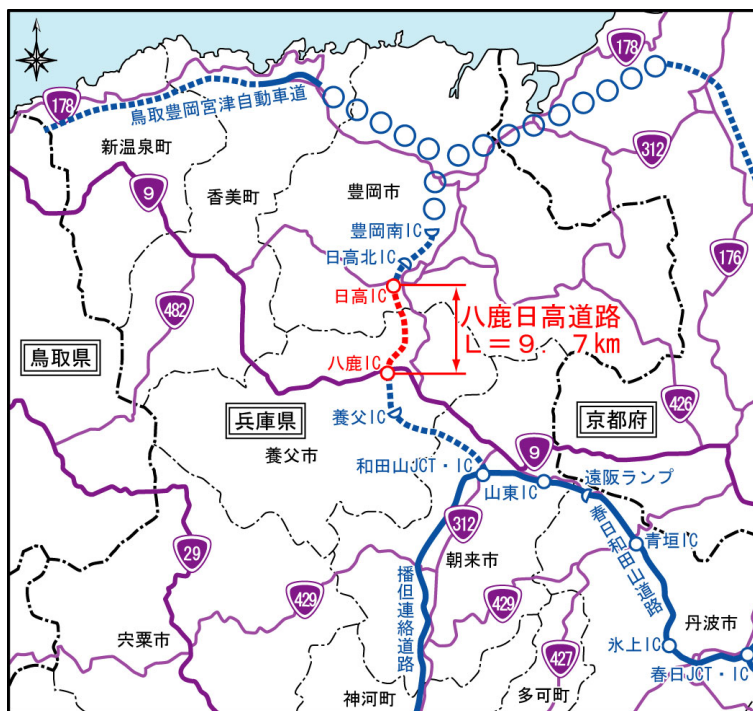 178
178
鳥取豊岡宮津自動車道
新温泉町
312
9
香美町
豊岡市
豊岡南IC
日高北IC
176
日高IC
482
八鹿日高道路
L=9.7km
鳥取県
八鹿IC
兵庫県
養父IC
京都府
426
養父市
9
和田山JCT・IC
山東IC
遠阪ランプ
312
春日和田山道路
青垣IC
29
朝来市
播但連絡道路
429
429
丹波市
宍粟市
氷上IC
427
春日JCT・IC
神河町
多可町